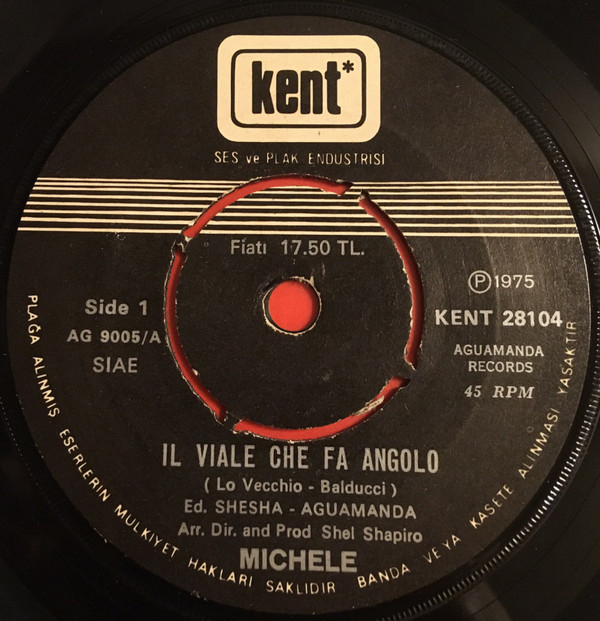 kent*
SES ve PLAK ENDUSTRISI
Fiatı 17.50 TL.
Side 1
AG 9005/A
SIAE
℗ 1975
KENT 28104
AGUAMANDA
RECORDS
45 RPM
IL VIALE CHE FA ANGOLO
( Lo Vecchio - Balducci )
Ed. SHESHA - AGUAMANDA
Arr. Dir. and Prod Shel Shapiro
MICHELE
PLAĞA ALINMIŞ ESERLERIN MULKIYET HAKLARI SAKLIDIR BANDA VEYA KASETE ALINMASI YASAKTIR